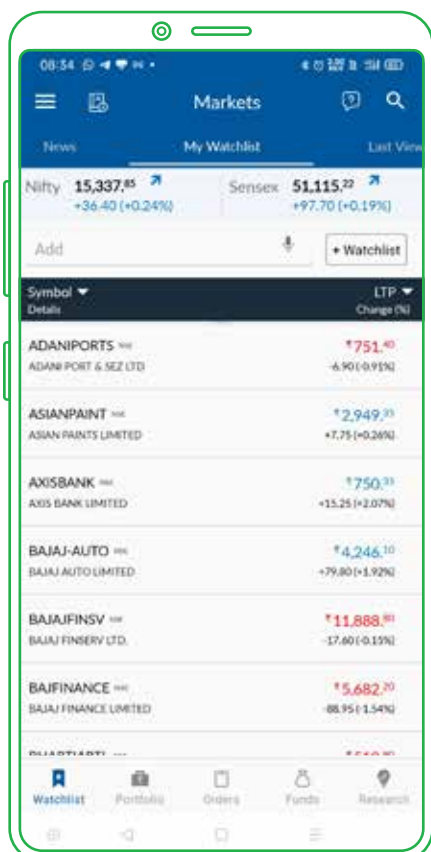 08:54
Markets
News My Watchlist Last View
Nifty 15,337.85 Sensex 51,115.22
+36.40 (+0.24%) +97.70 (+0.19%)
Add + Watchlist
Symbol LTP
Details Change (%)
ADANIPORTS ₹751.40
ADANI PORT & SEZ LTD -6.90 (-0.91%)
ASIANPAINT ₹2,949.
ASIAN PAINTS LIMITED +7.75 (+0.26%)
AXISBANK ₹750.
AXIS BANK LIMITED +15.25 (+2.07%)
BAJAJ-AUTO ₹4,246.10
BAJAJ AUTO LIMITED +79.80 (+1.92%)
BAJAJFINSV ₹11,888.
BAJAJ FINSERV LTD. -17.60 (-0.15%)
BAJFINANCE ₹5,682.20
BAJAJ FINANCE LIMITED -88.95 (-1.54%)
Watchlist Portfolio Orders Funds Research